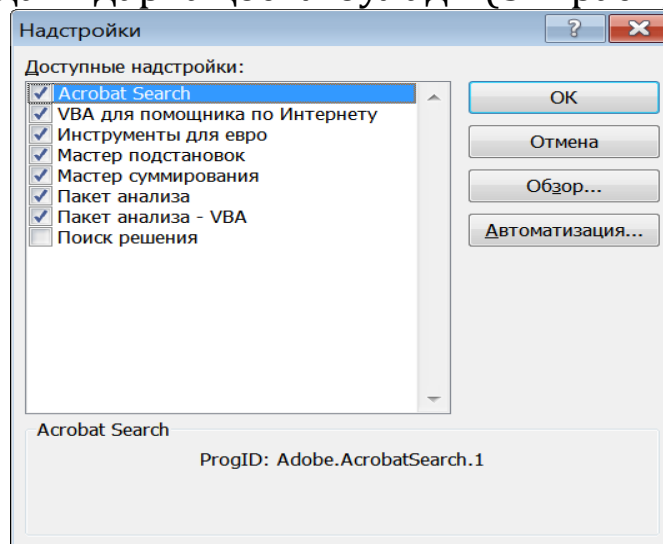 Надстройки
Доступные надстройки:
Acrobat Search
VBA для помощника по Интернету
Инструменты для евро
Мастер подстановок
Мастер суммирования
Пакет анализа
Пакет анализа - VBA
Поиск решения
ОК
Отмена
Обзор...
Автоматизация...
Acrobat Search
ProgID: Adobe.AcrobatSearch.1